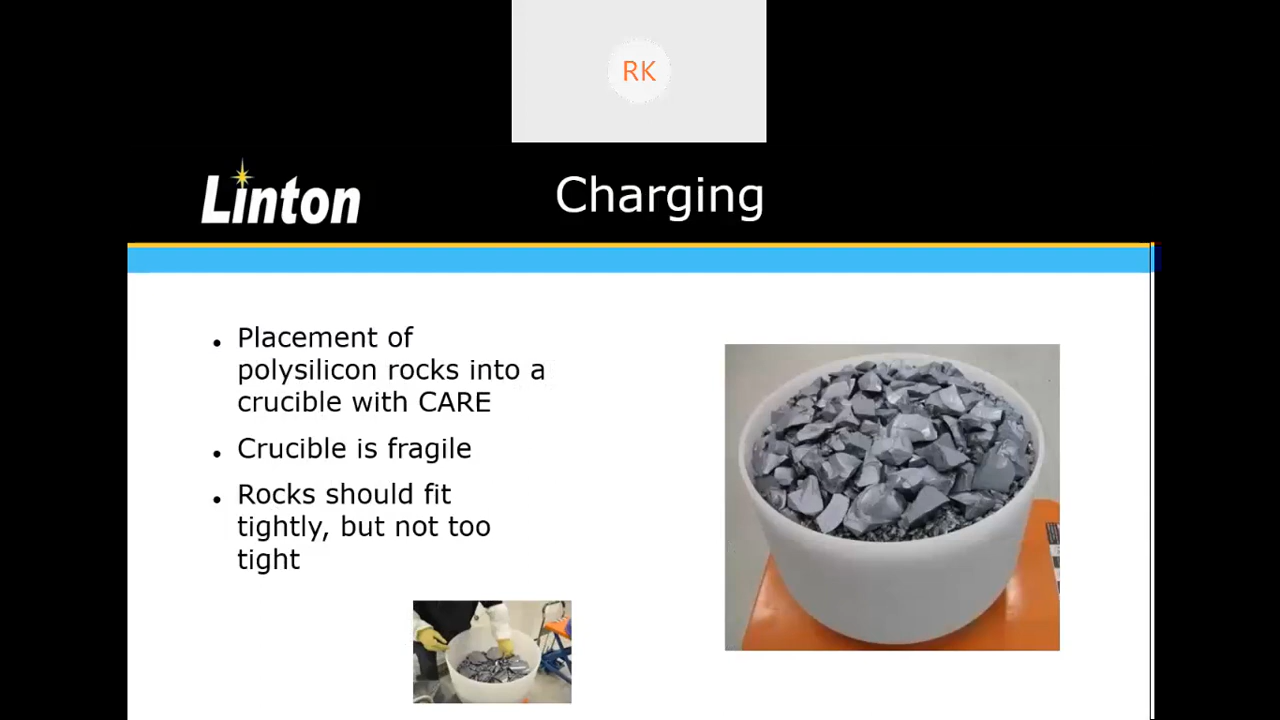 RK
Linton
Charging
• Placement of
polysilicon rocks into a
crucible with CARE
• Crucible is fragile
• Rocks should fit
tightly, but not too
tight